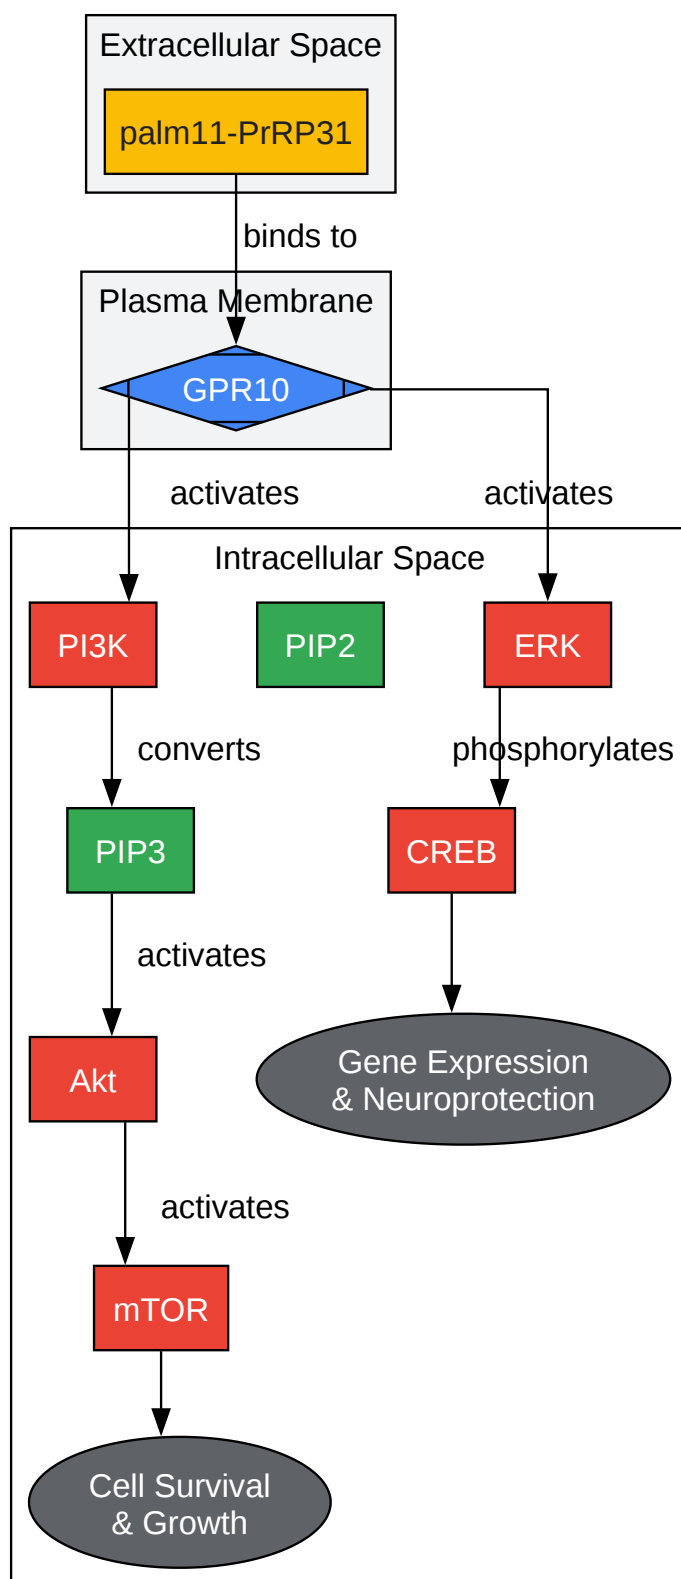 Extracellular Space
palm11-PrRP31
binds to
Plasma Membrane
GPR10
activates
activates
Intracellular Space
PI3K
PIP2
ERK
converts
phosphorylates
PIP3
CREB
activates
Gene Expression
& Neuroprotection
Akt
activates
mTOR
Cell Survival
& Growth